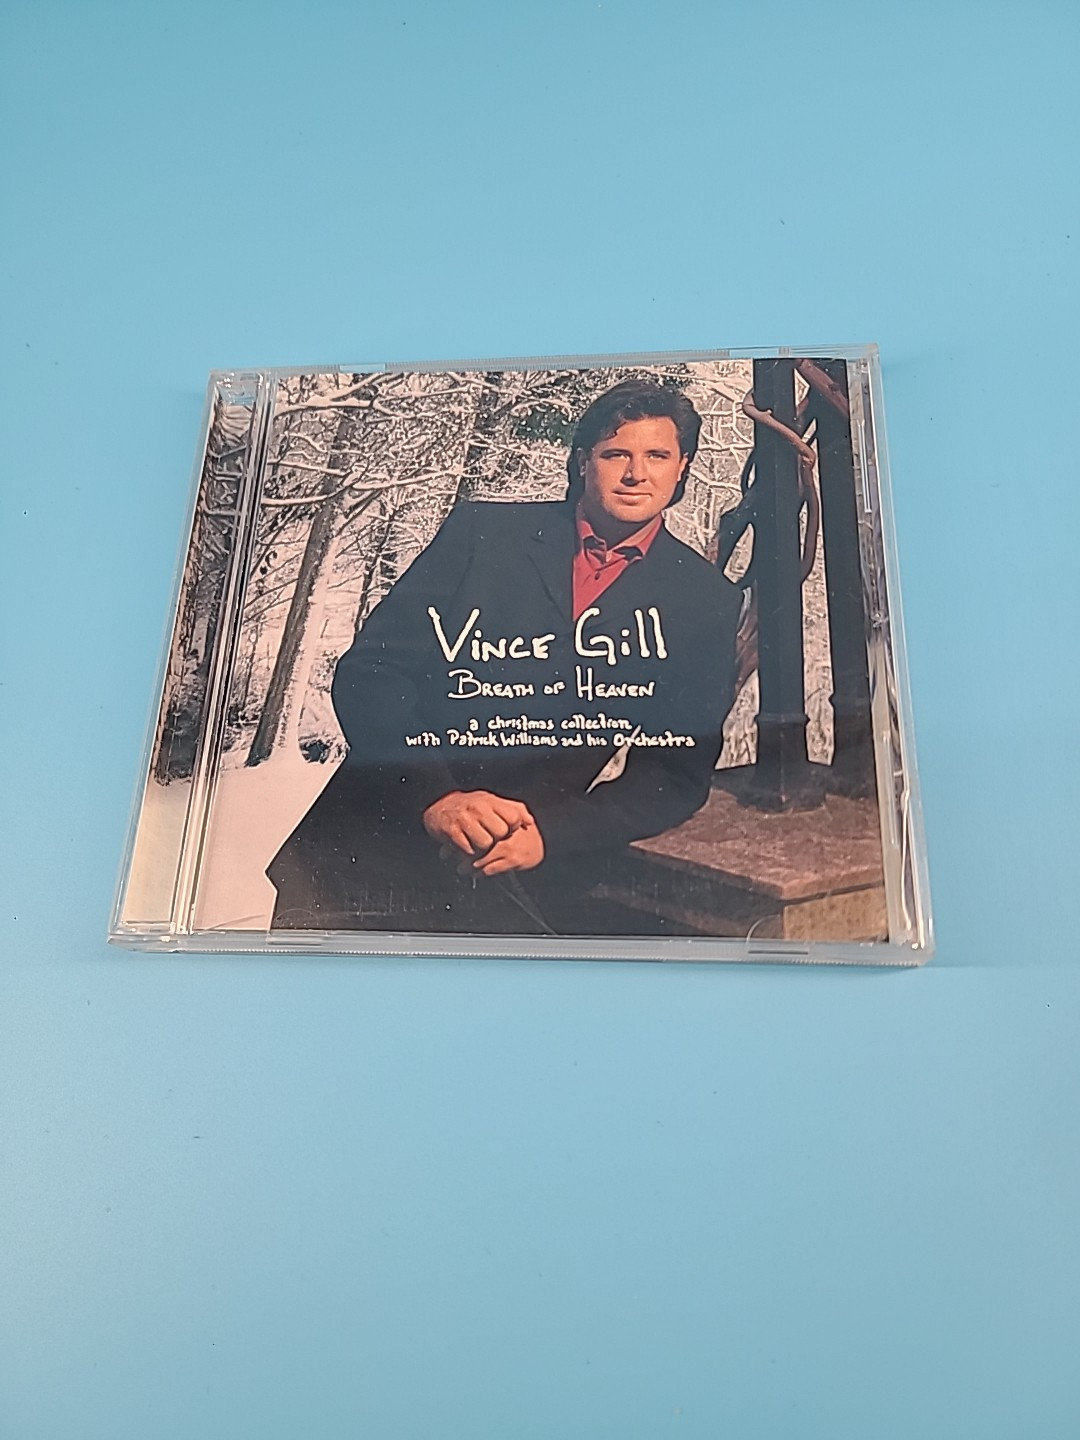 Vince Gill
Breath of Heaven
a christmas collection
with Patrick Williams and his Orchestra